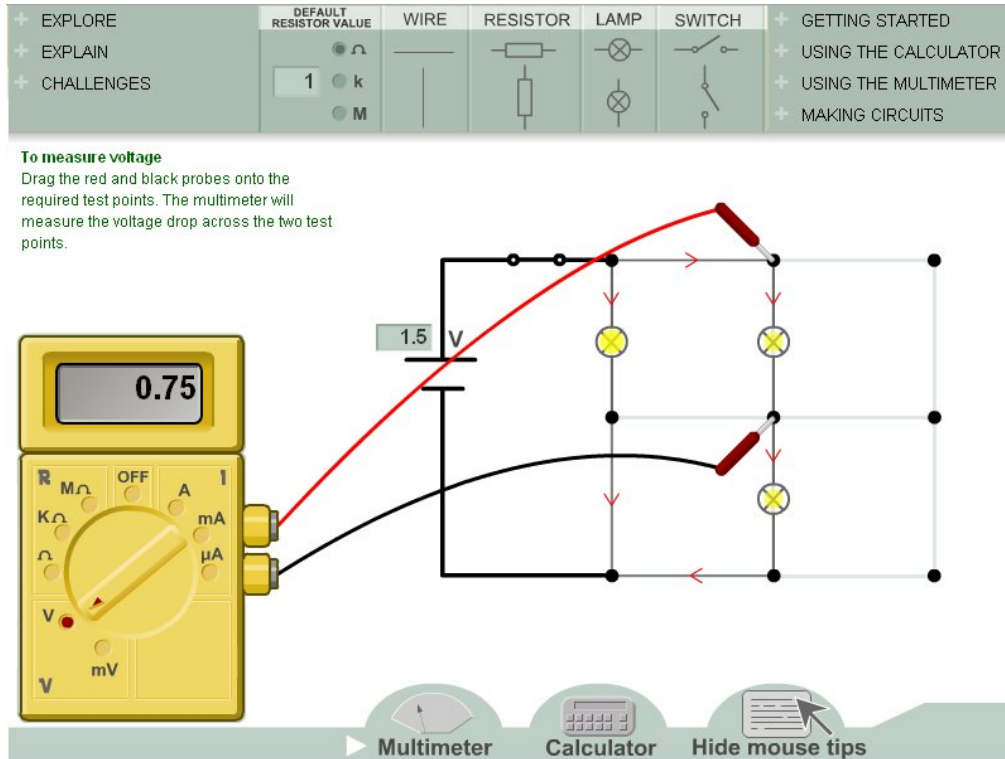 EXPLORE
EXPLAIN
CHALLENGES
DEFAULT
RESISTOR VALUE
Ω
1 k
M
WIRE
RESISTOR
LAMP
SWITCH
GETTING STARTED
USING THE CALCULATOR
USING THE MULTIMETER
MAKING CIRCUITS
To measure voltage
Drag the red and black probes onto the
required test points. The multimeter will
measure the voltage drop across the two test
points.
1.5 V
0.75
R MΩ OFF A I
KΩ mA
Ω μA
V
mV
V
Multimeter
Calculator
Hide mouse tips